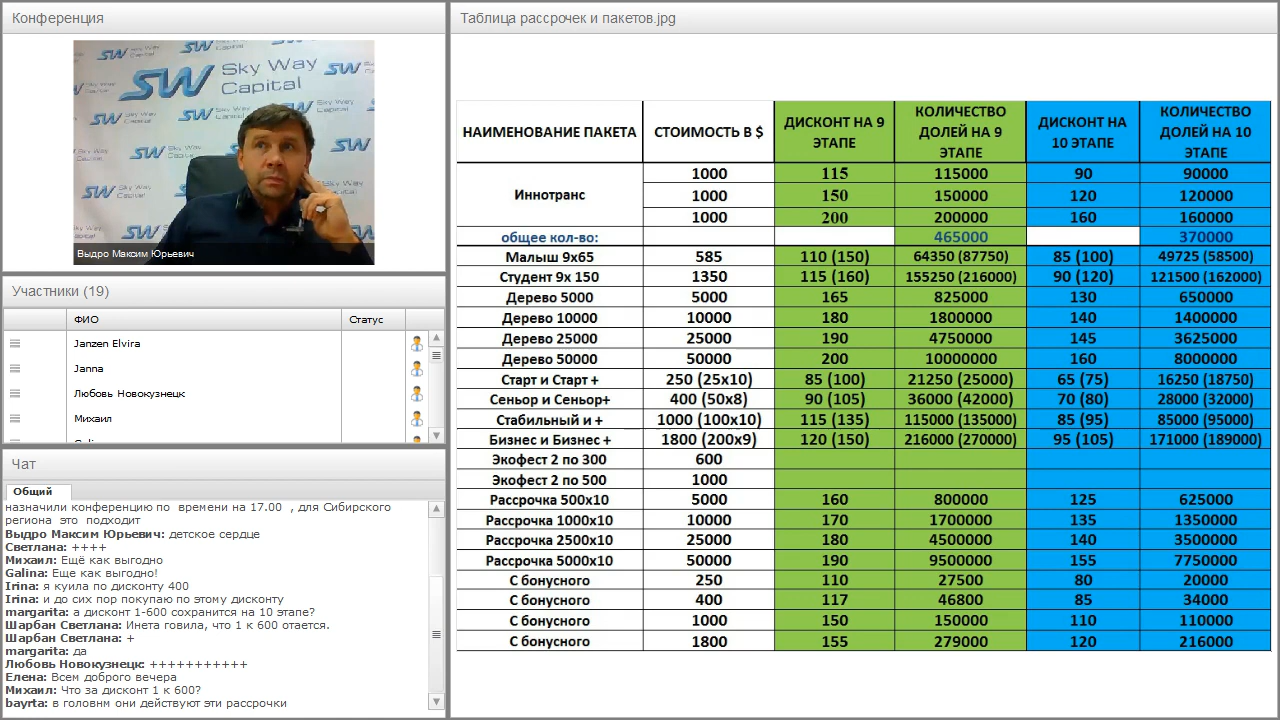 Конференция
SW
Sky Way
Capital
Выдро Максим Юрьевич
Участники (19)
ФИО Статус
Janzen Elvira
Janna
Любовь Новокузнецк
Михаил
Чат
Общий
назначили конференцию по времени на 17.00 , для Сибирского
региона это подходит
Выдро Максим Юрьевич: детское сердце
Светлана: ++++
Михаил: Ещё как выгодно
Galina: Еще как выгодно!
Irina: я куила по дисконту 400
Irina: и до сих пор покупаю по этому дисконту
margarita: а дисконт 1-600 сохранится на 10 этапе?
Шарбан Светлана: Инета говила, что 1 к 600 отается.
Шарбан Светлана: +
margarita: да
Любовь Новокузнецк: +++++++++++
Елена: Всем доброго вечера
Михаил: Что за дисконт 1 к 600?
bayrta: в головнм они действуют эти рассрочки
Таблица рассрочек и пакетов.jpg
НАИМЕНОВАНИЕ ПАКЕТА СТОИМОСТЬ В $ ДИСКОНТ НА 9 ЭТАПЕ КОЛИЧЕСТВО ДОЛЕЙ НА 9 ЭТАПЕ ДИСКОНТ НА 10 ЭТАПЕ КОЛИЧЕСТВО ДОЛЕЙ НА 10 ЭТАПЕ
Иннотранс 1000 115 115000 90 90000
1000 150 150000 120 120000
1000 200 200000 160 160000
общее кол-во: 465000 370000
Малыш 9х65 585 110 (150) 64350 (87750) 85 (100) 49725 (58500)
Студент 9х 150 1350 115 (160) 155250 (216000) 90 (120) 121500 (162000)
Дерево 5000 5000 165 825000 130 650000
Дерево 10000 10000 180 1800000 140 1400000
Дерево 25000 25000 190 4750000 145 3625000
Дерево 50000 50000 200 10000000 160 8000000
Старт и Старт + 250 (25х10) 85 (100) 21250 (25000) 65 (75) 16250 (18750)
Сеньор и Сеньор+ 400 (50х8) 90 (105) 36000 (42000) 70 (80) 28000 (32000)
Стабильный и + 1000 (100х10) 115 (135) 115000 (135000) 85 (95) 85000 (95000)
Бизнес и Бизнес + 1800 (200х9) 120 (150) 216000 (270000) 95 (105) 171000 (189000)
Экофест 2 по 300 600
Экофест 2 по 500 1000
Рассрочка 500х10 5000 160 800000 125 625000
Рассрочка 1000х10 10000 170 1700000 135 1350000
Рассрочка 2500х10 25000 180 4500000 140 3500000
Рассрочка 5000х10 50000 190 9500000 155 7750000
С бонусного 250 110 27500 80 20000
С бонусного 400 117 46800 85 34000
С бонусного 1000 150 150000 110 110000
С бонусного 1800 155 279000 120 216000